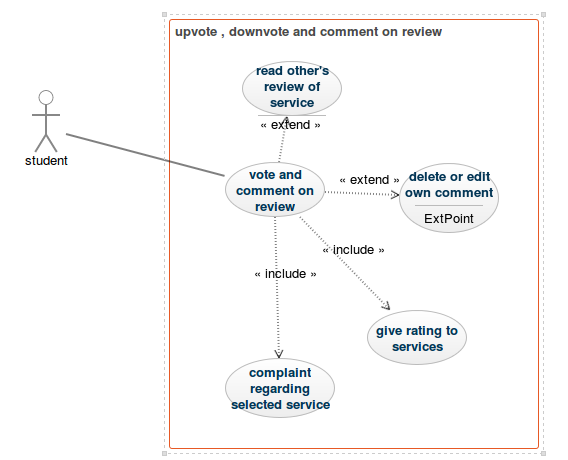 upvote , downvote and comment on review
read other's
review of
service
« extend »
student
vote and
comment on
review
« extend »
delete or edit
own comment
ExtPoint
« include »
« include »
give rating to
services
complaint
regarding
selected service